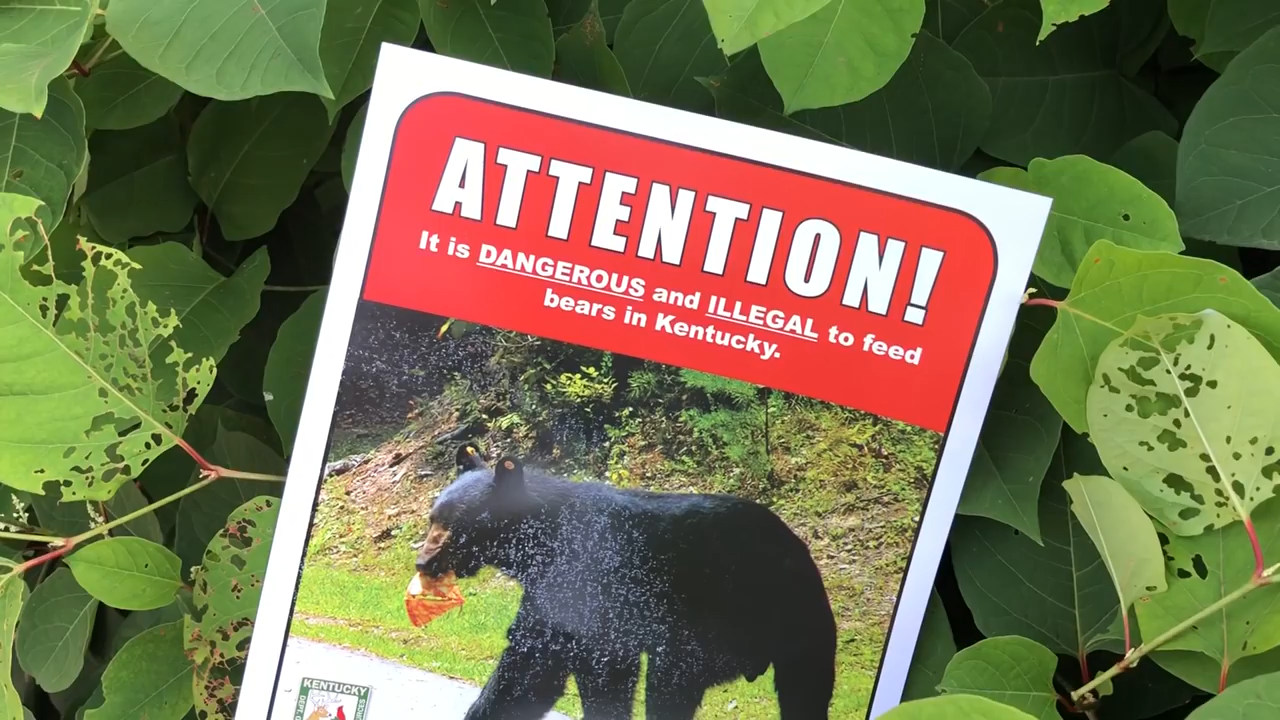 ATTENTION!
It is DANGEROUS and ILLEGAL to feed
bears in Kentucky.
KENTUCKY